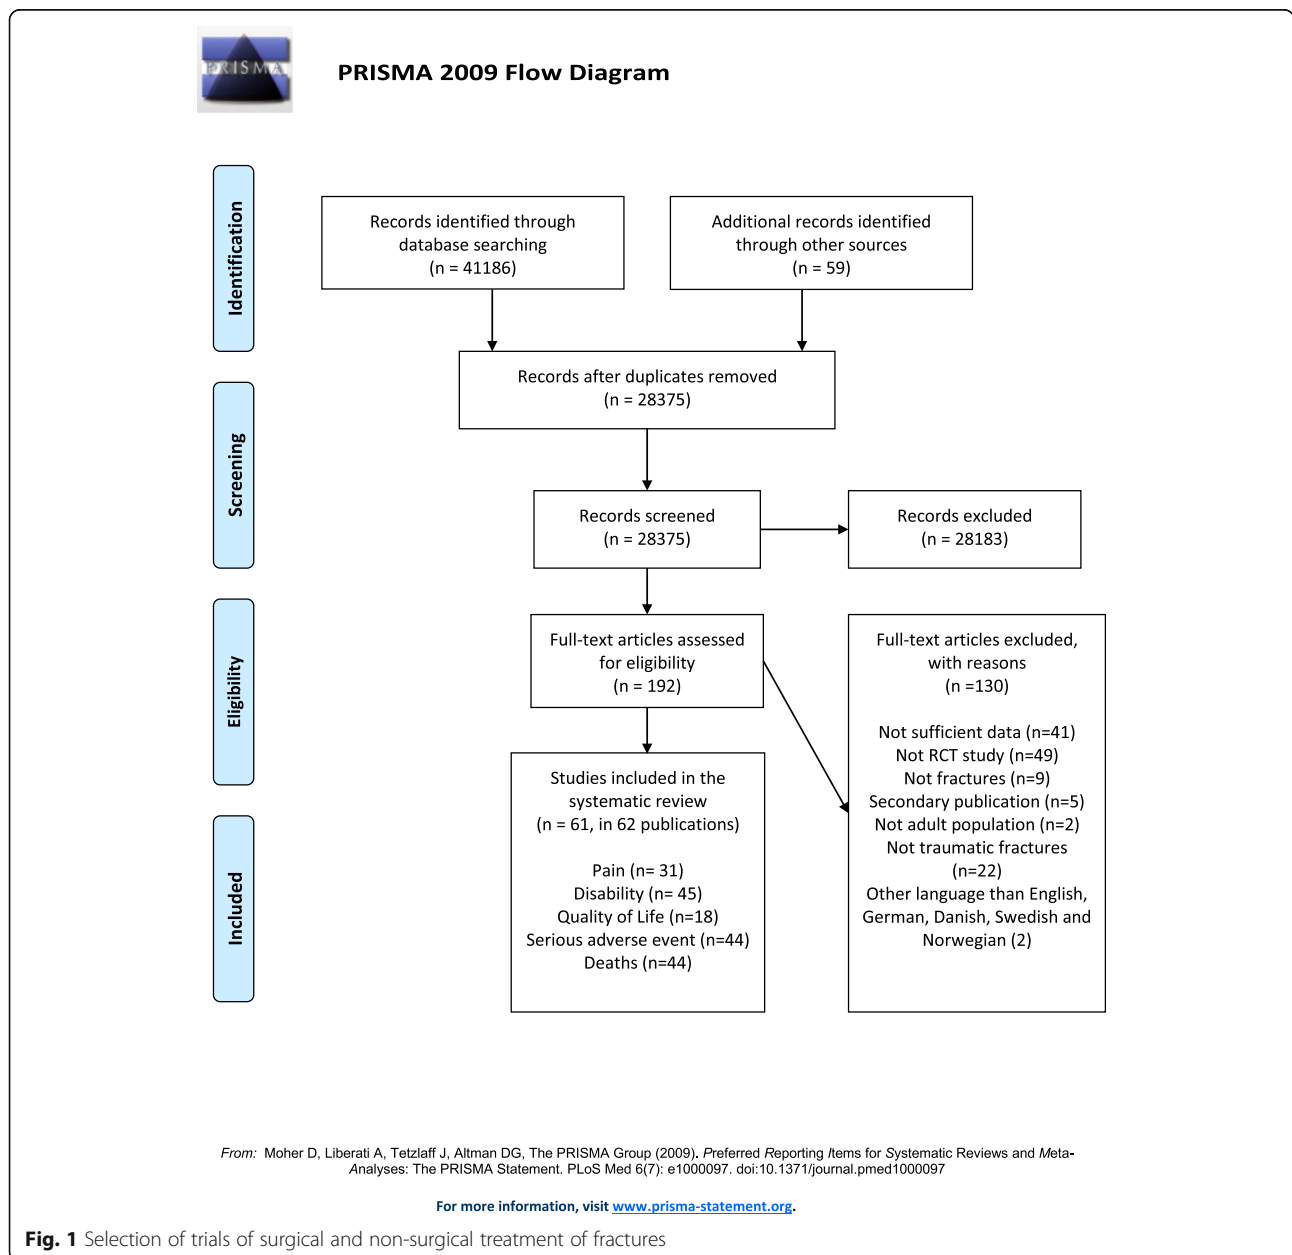 PRISMA
PRISMA 2009 Flow Diagram
Identification
Records identified through
database searching
(n = 41186)
Additional records identified
through other sources
(n = 59)
Records after duplicates removed
(n = 28375)
Screening
Records screened
(n = 28375)
Records excluded
(n = 28183)
Eligibility
Full-text articles assessed
for eligibility
(n = 192)
Full-text articles excluded,
with reasons
(n =130)
Not sufficient data (n=41)
Not RCT study (n=49)
Not fractures (n=9)
Secondary publication (n=5)
Not adult population (n=2)
Not traumatic fractures
(n=22)
Other language than English,
German, Danish, Swedish and
Norwegian (2)
Included
Studies included in the
systematic review
(n = 61, in 62 publications)
Pain (n= 31)
Disability (n= 45)
Quality of Life (n=18)
Serious adverse event (n=44)
Deaths (n=44)
From: Moher D, Liberati A, Tetzlaff J, Altman DG, The PRISMA Group (2009). Preferred Reporting Items for Systematic Reviews and Meta-
Analyses: The PRISMA Statement. PLoS Med 6(7): e1000097. doi:10.1371/journal.pmed1000097
For more information, visit www.prisma-statement.org.
Fig. 1 Selection of trials of surgical and non-surgical treatment of fractures